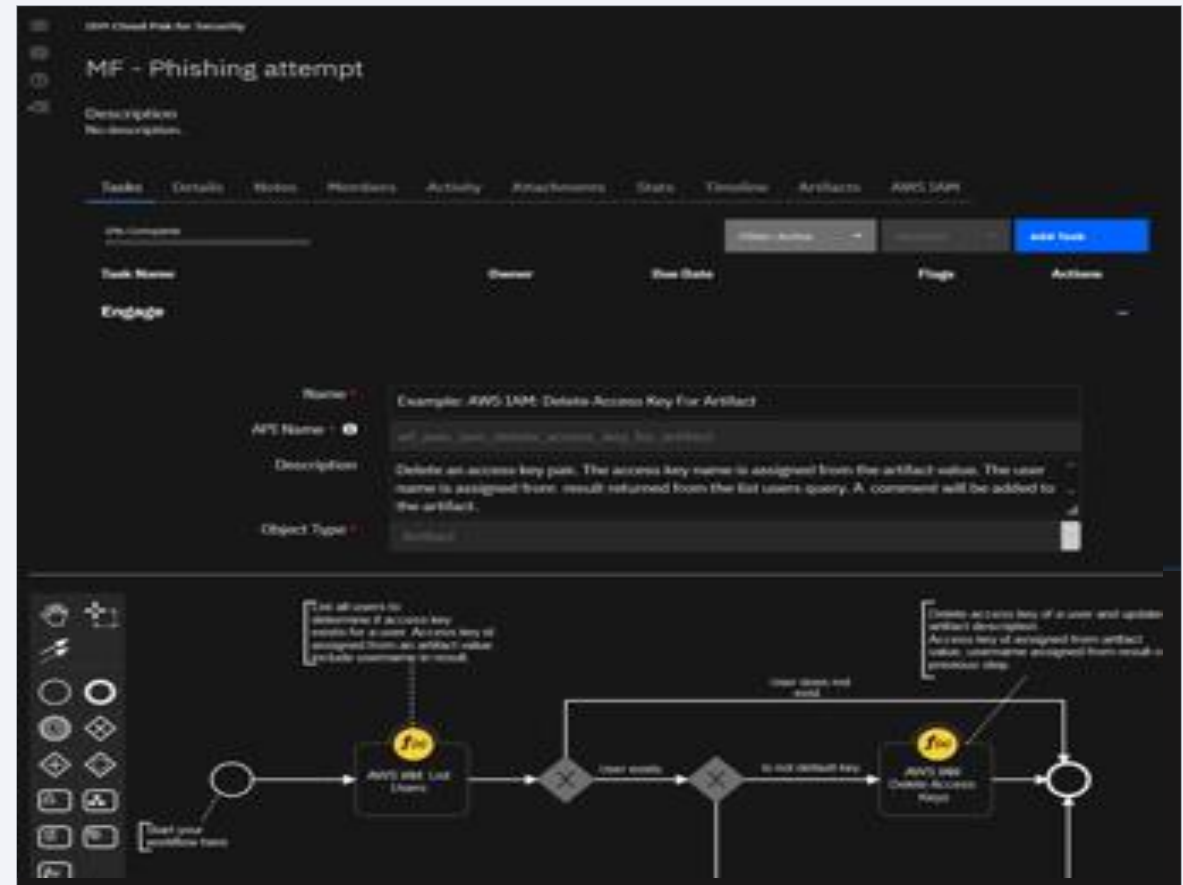 IBM Cloud Pak for Security
MF - Phishing attempt
Description
No description.
Tasks Details Notes Members Activity Attachments Stats Timeline Artifacts AWS IAM
0% Complete
Add Task
Task Name Owner Due Date Flags Actions
Engage
Name *
Example: AWS IAM: Delete Access Key For Artifact
API Name *
wf_aws_iam_delete_access_key_for_artifact
Description
Delete an access key pair. The access key name is assigned from the artifact value. The user
name is assigned from result returned from the list users query. A comment will be added to
the artifact.
Object Type *
Artifact
List all users to
determine if access key
exists for a user. Access key id
assigned from an artifact value
include username in result.
Delete access key of a user and update
artifact description.
Access key id assigned from artifact
value, username assigned from result
previous step.
User does not
exist
AWS IAM: List
Users
User exists
Is not default key
AWS IAM:
Delete Access
Keys
Start your
workflow here